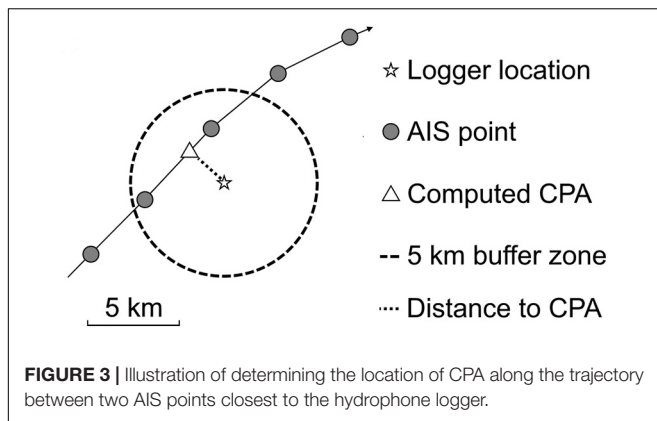 Logger location
AIS point
Computed CPA
5 km buffer zone
Distance to CPA
5 km
FIGURE 3 | Illustration of determining the location of CPA along the trajectory
between two AIS points closest to the hydrophone logger.